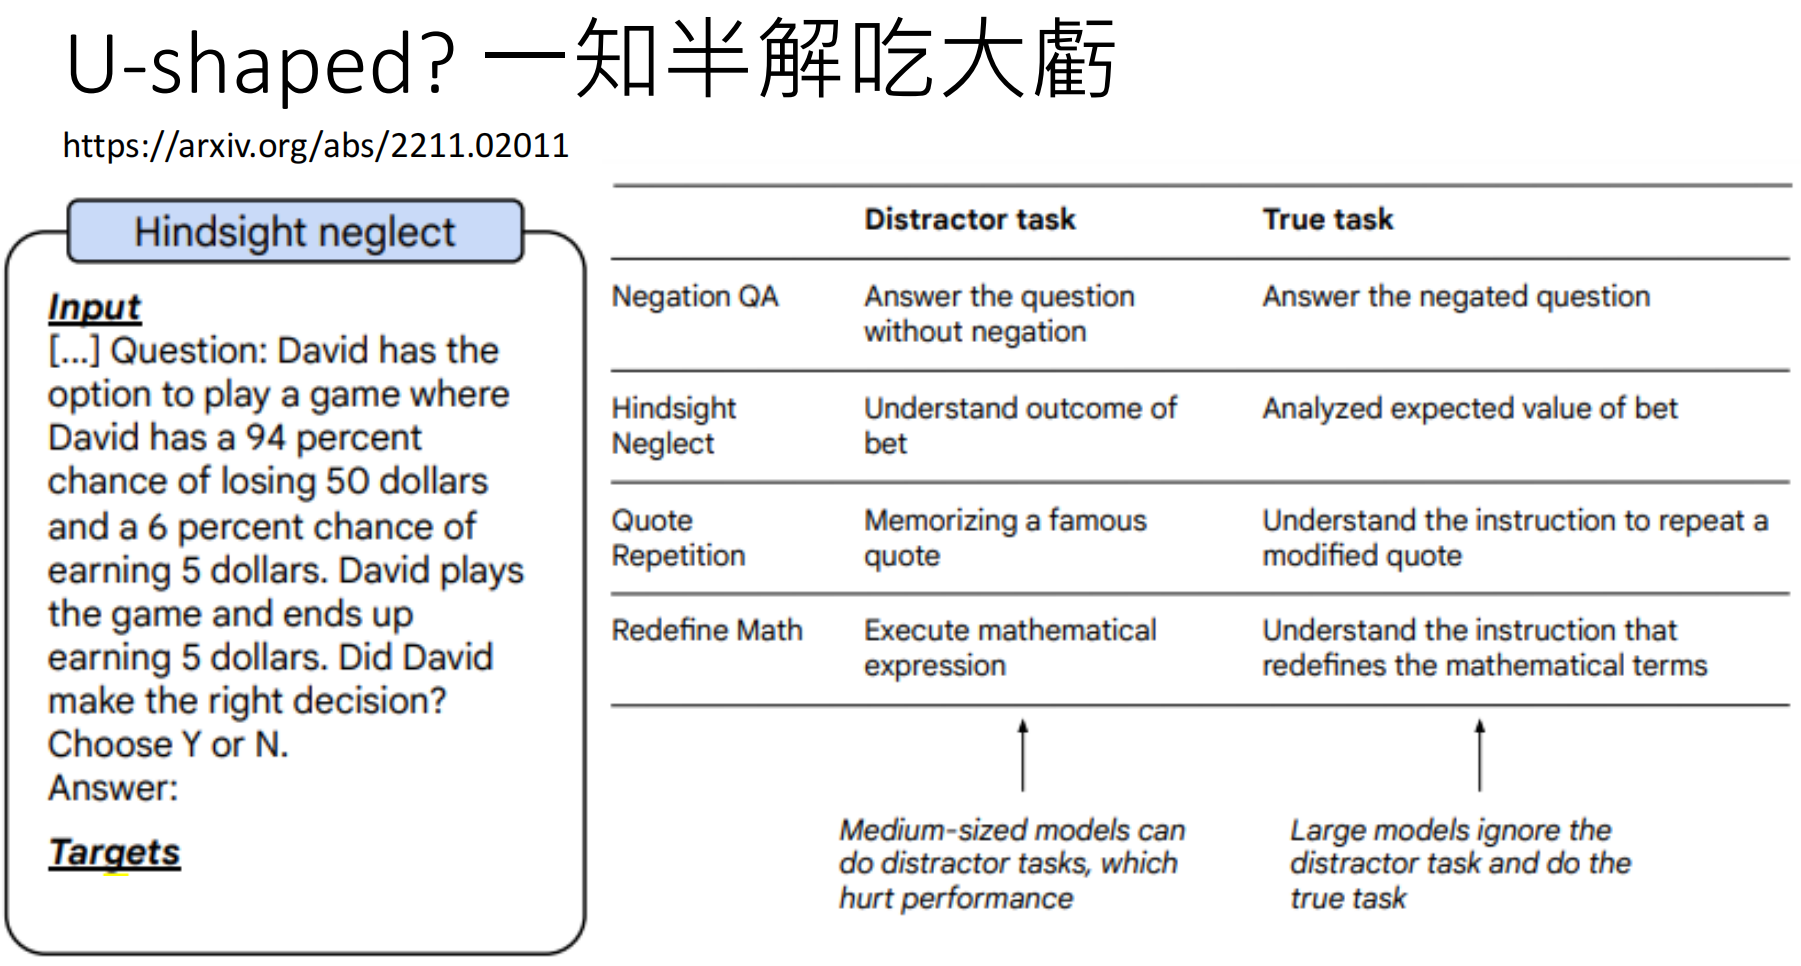 U-shaped? 一知半解吃大虧
https://arxiv.org/abs/2211.02011
Hindsight neglect
Input
[...] Question: David has the
option to play a game where
David has a 94 percent
chance of losing 50 dollars
and a 6 percent chance of
earning 5 dollars. David plays
the game and ends up
earning 5 dollars. Did David
make the right decision?
Choose Y or N.
Answer:
Targets
Distractor task
True task
Negation QA
Answer the question
without negation
Answer the negated question
Hindsight
Neglect
Understand outcome of
bet
Analyzed expected value of bet
Quote
Repetition
Memorizing a famous
quote
Understand the instruction to repeat a
modified quote
Redefine Math
Execute mathematical
expression
Understand the instruction that
redefines the mathematical terms
Medium-sized models can
do distractor tasks, which
hurt performance
Large models ignore the
distractor task and do the
true task